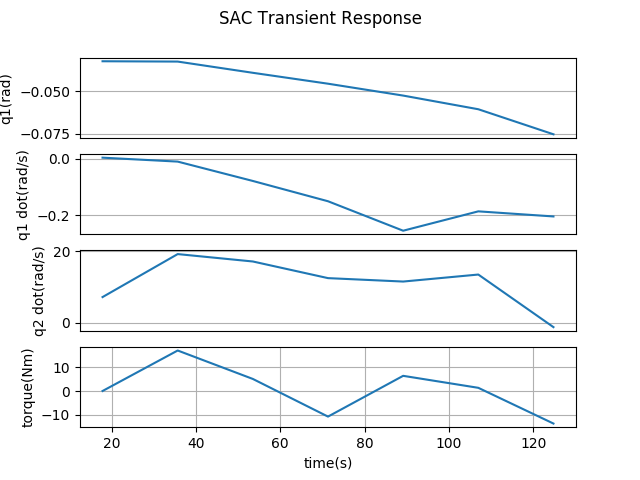 SAC Transient Response
q1(rad)
−0.050
−0.075
q1 dot(rad/s)
0.0
−0.2
q2 dot(rad/s)
20
0
torque(Nm)
10
0
−10
20 40 60 80 100 120
time(s)